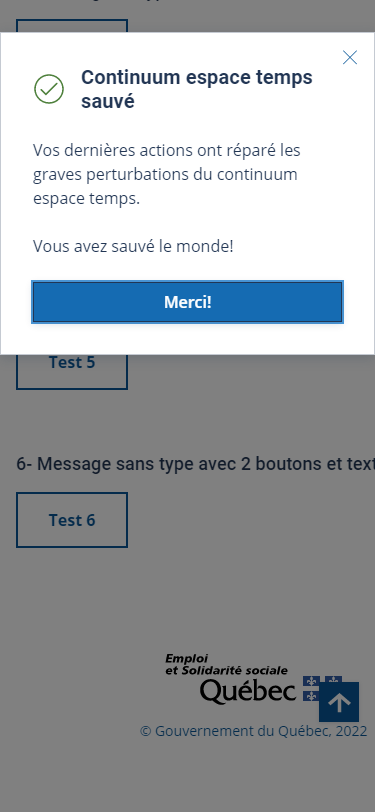 Continuum espace temps
sauvé
Vos dernières actions ont réparé les
graves perturbations du continuum
espace temps.
Vous avez sauvé le monde!
Merci!
Test 5
6- Message sans type avec 2 boutons et text
Test 6
Emploi
et Solidarité sociale
Québec
© Gouvernement du Québec, 2022